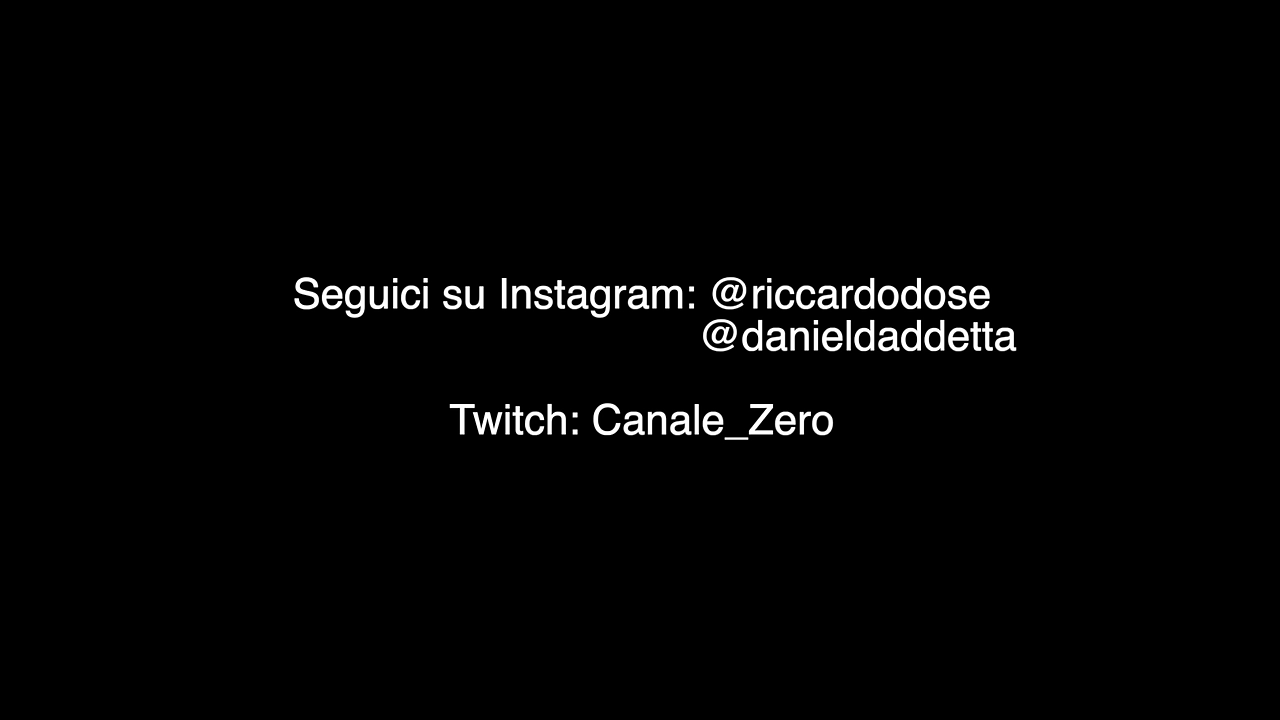 Seguici su Instagram: @riccardodose
@danieldaddetta
Twitch: Canale_Zero